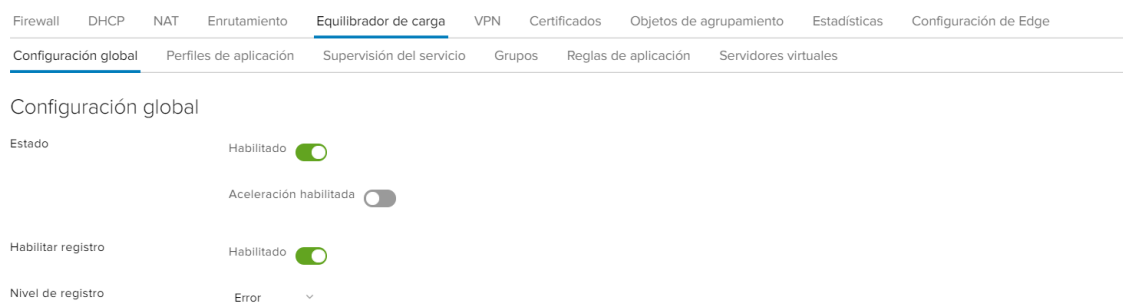 Firewall DHCP NAT Enrutamiento Equilibrador de carga VPN Certificados Objetos de agrupamiento Estadísticas Configuración de Edge
Configuración global Perfiles de aplicación Supervisión del servicio Grupos Reglas de aplicación Servidores virtuales
Configuración global
Estado Habilitado
Aceleración habilitada
Habilitar registro Habilitado
Nivel de registro Error